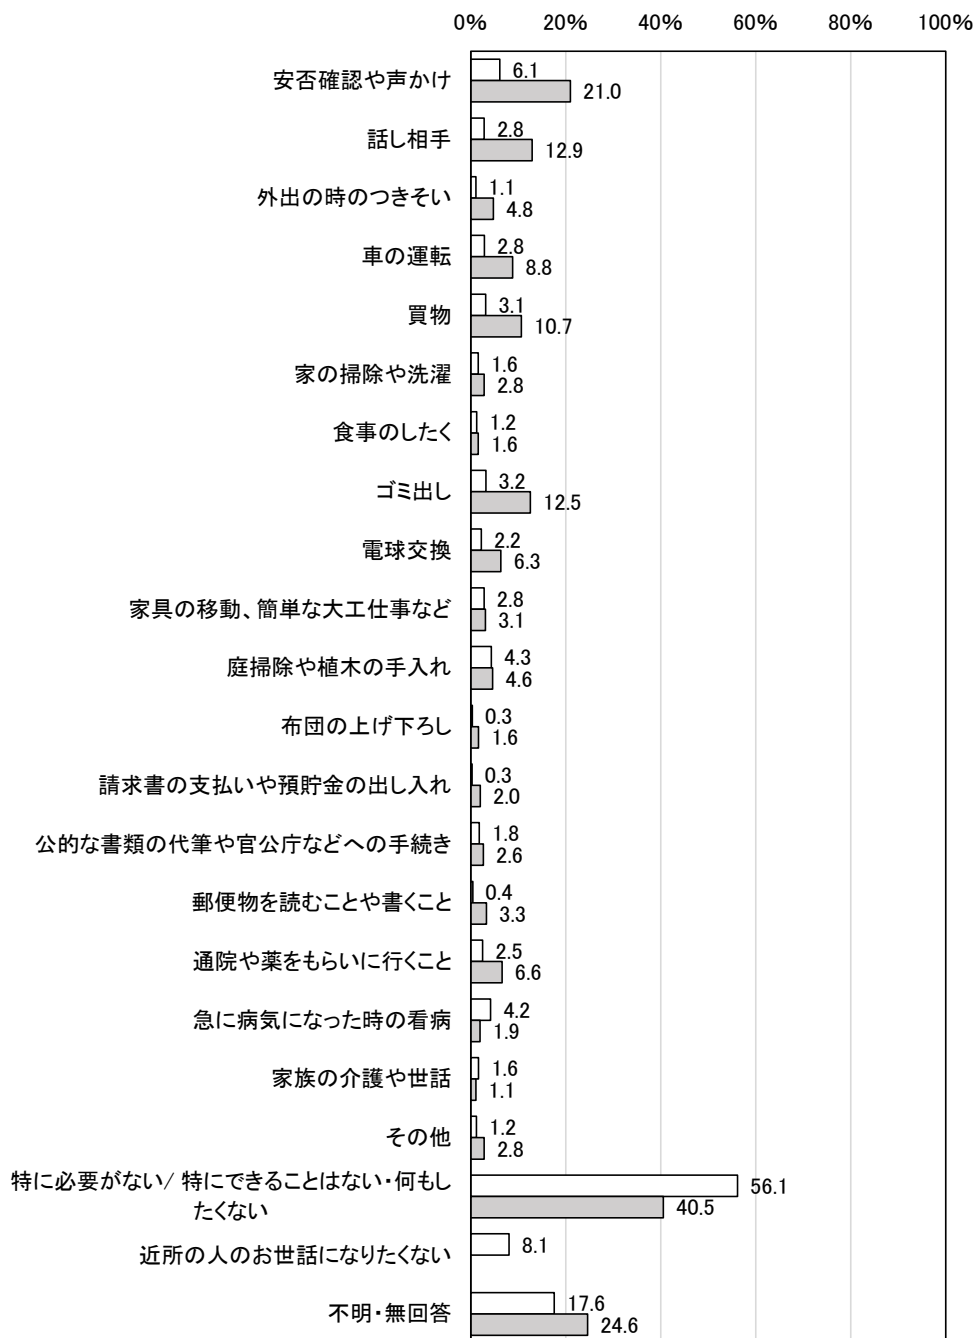 0% 20% 40% 60% 80% 100%
安否確認や声かけ 6.1
21.0
話し相手 2.8
12.9
外出の時のつきそい 1.1
4.8
車の運転 2.8
8.8
買物 3.1
10.7
家の掃除や洗濯 1.6
2.8
食事のしたく 1.2
1.6
ゴミ出し 3.2
12.5
電球交換 2.2
6.3
家具の移動、簡単な大工仕事など 2.8
3.1
庭掃除や植木の手入れ 4.3
4.6
布団の上げ下ろし 0.3
1.6
請求書の支払いや預貯金の出し入れ 0.3
2.0
公的な書類の代筆や官公庁などへの手続き 1.8
2.6
郵便物を読むことや書くこと 0.4
3.3
通院や薬をもらいに行くこと 2.5
6.6
急に病気になった時の看病 4.2
1.9
家族の介護や世話 1.6
1.1
その他 1.2
2.8
特に必要がない/ 特にできることはない・何もし 56.1
たくない 40.5
近所の人のお世話になりたくない 8.1
不明・無回答 17.6
24.6